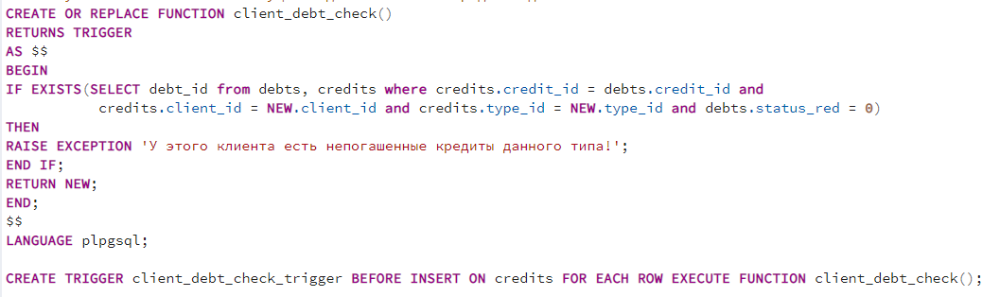 CREATE OR REPLACE FUNCTION client_debt_check()
RETURNS TRIGGER
AS $$
BEGIN
IF EXISTS(SELECT debt_id from debts, credits where credits.credit_id = debts.credit_id and
credits.client_id = NEW.client_id and credits.type_id = NEW.type_id and debts.status_red = 0)
THEN
RAISE EXCEPTION 'У этого клиента есть непогашенные кредиты данного типа!';
END IF;
RETURN NEW;
END;
$$
LANGUAGE plpgsql;
CREATE TRIGGER client_debt_check_trigger BEFORE INSERT ON credits FOR EACH ROW EXECUTE FUNCTION client_debt_check();